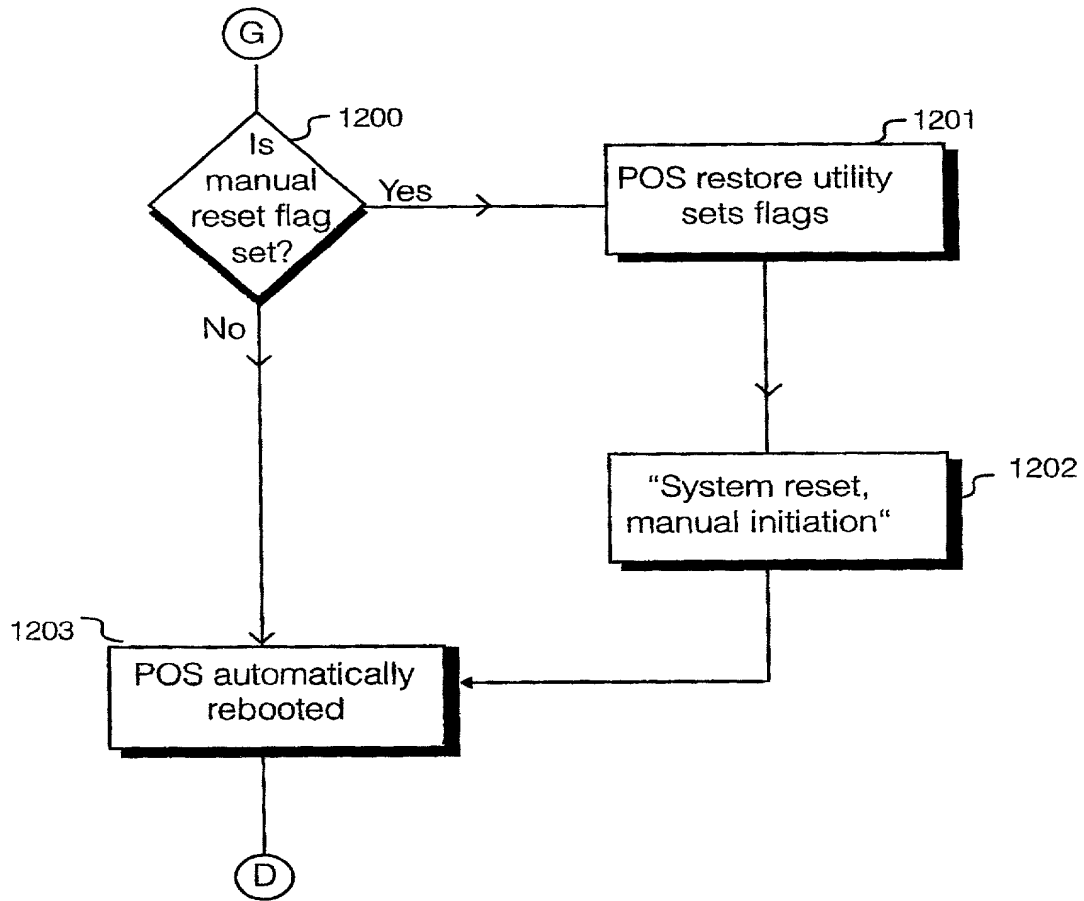 G
1200
Is
manual
reset flag
set?
Yes
No
1201
POS restore utility
sets flags
1202
“System reset,
manual initiation“
1203
POS automatically
rebooted
D